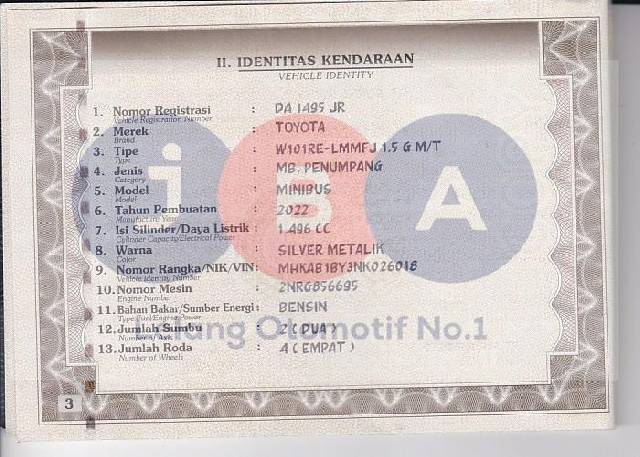 II. IDENTITAS KENDARAAN
VEHICLE IDENTITY
1. Nomor Registrasi : DA 1495 JR
Vehicle Registration Number
2. Merek : TOYOTA
Brand
3. Tipe : W101RE-LMMFJ 1.5 G M/T
Type
4. Jenis : MB. PENUMPANG
Category
5. Model : MINIBUS
Model
6. Tahun Pembuatan : 2022
Manufacture Year
7. Isi Silinder/Daya Listrik : 1.496 CC
Cylinder Capacity/Electrical Power
8. Warna : SILVER METALIK
Color
9. Nomor Rangka/NIK/VIN : MHKAB1BY3NK026018
Vehicle Identity Number
10. Nomor Mesin : 2NRG856695
Engine Number
11. Bahan Bakar/Sumber Energi : BENSIN
Type Fuel/Energy Power
12. Jumlah Sumbu : 2 ( DUA )
Number of Axle
13. Jumlah Roda : 4 ( EMPAT )
Number of Wheels
3
iBA
lang Otomotif No.1